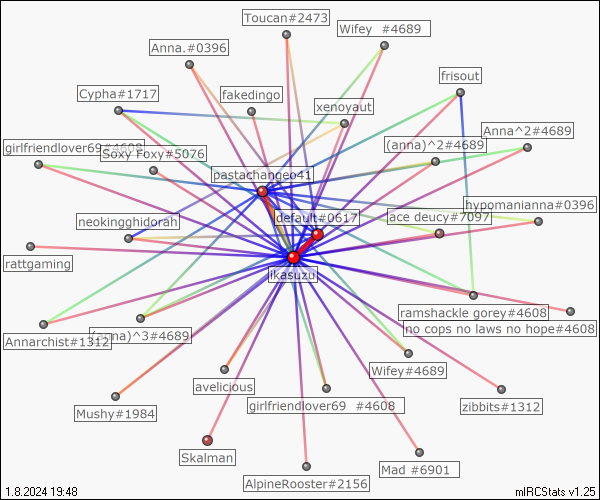 Toucan#2473
Wifey  #4689
Anna.#0396
frisout
Cypha#1717
fakedingo
xenoyaut
Anna^2#4689
(anna)^2#4689
girlfriendlover69#4608
Soxy Foxy#5076
pastachangeo41
hypomanianna#0396
neokingghidorah
default#0617
ace deucy#7097
rattgaming
likasuzu
ramshackle gorey#4608
no cops no laws no hope#4608
Annarchist#1312
(anna)^3#4689
Wifey#4689
avelicious
girlfriendlover69  #4608
zibbits#1312
Mushy#1984
Skalman
Mad #6901
AlpineRooster#2156
1.8.2024 19:48
mIRCStats v1.25